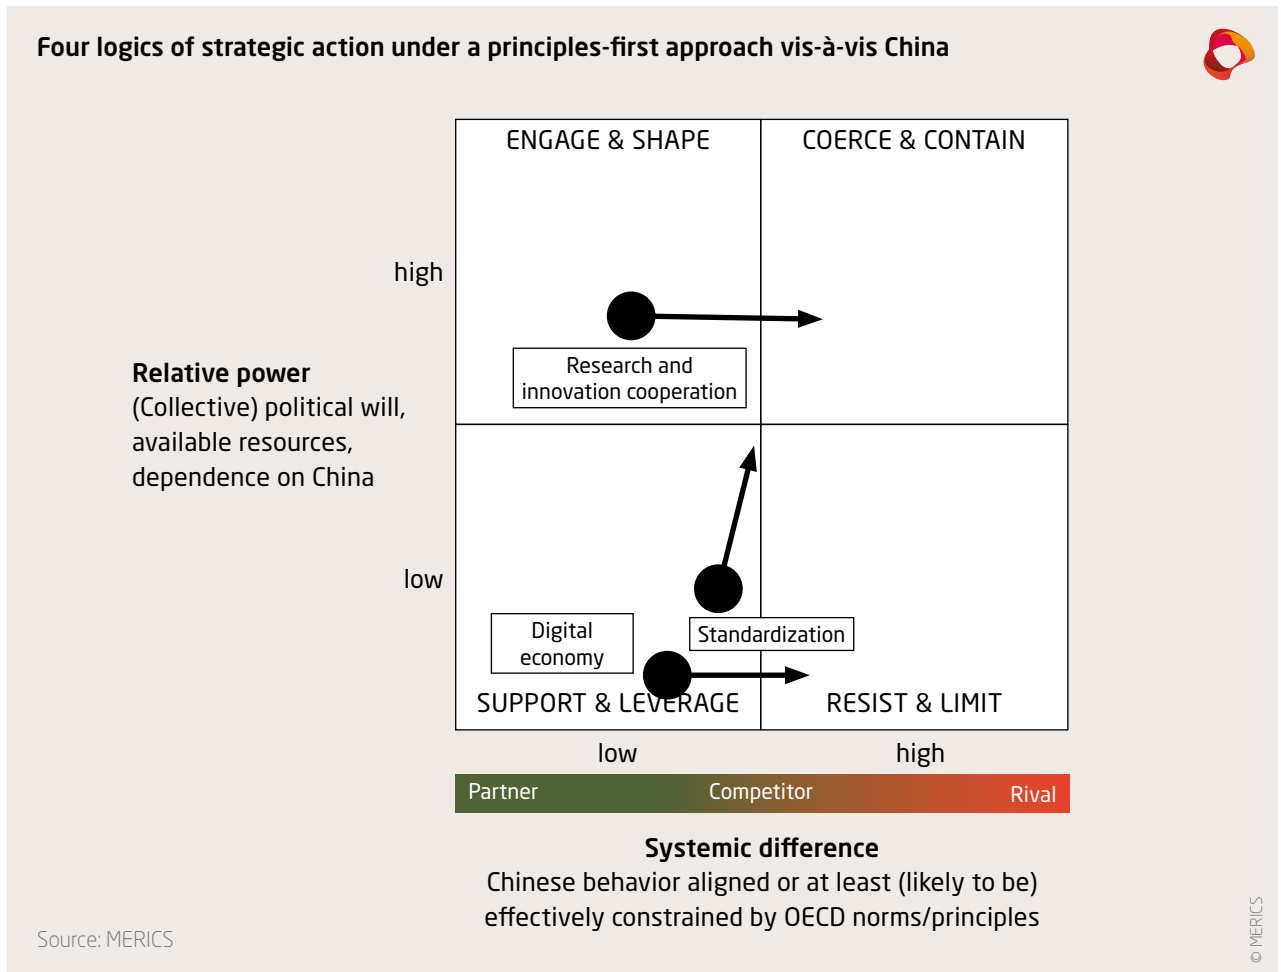 Four logics of strategic action under a principles-first approach vis-à-vis China
ENGAGE & SHAPE
COERCE & CONTAIN
high
Research and
innovation cooperation
Relative power
(Collective) political will,
available resources,
dependence on China
low
Digital
economy
Standardization
SUPPORT & LEVERAGE
RESIST & LIMIT
low
high
Partner
Competitor
Rival
Systemic difference
Chinese behavior aligned or at least (likely to be)
effectively constrained by OECD norms/principles
Source: MERICS
© MERICS